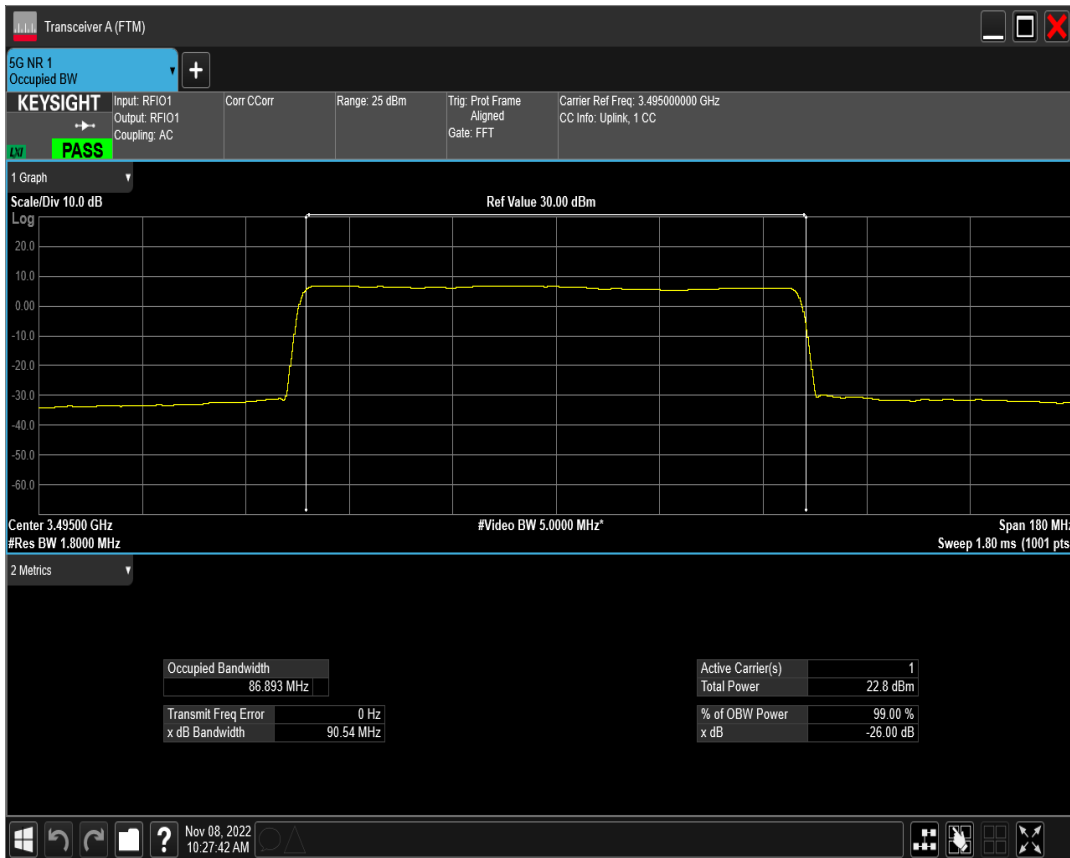 Transceiver A (FTM)
5G NR 1
Occupied BW
+
KEYSIGHT
LXI
PASS
Input: RFIO1
Output: RFIO1
Coupling: AC
Corr CCorr
Range: 25 dBm
Trig: Prot Frame
Aligned
Gate: FFT
Carrier Ref Freq: 3.495000000 GHz
CC Info: Uplink, 1 CC
1 Graph
Scale/Div 10.0 dB
Ref Value 30.00 dBm
Log
20.0
10.0
0.00
-10.0
-20.0
-30.0
-40.0
-50.0
-60.0
Center 3.49500 GHz
#Video BW 5.0000 MHz*
Span 180 MHz
#Res BW 1.8000 MHz
Sweep 1.80 ms (1001 pts
2 Metrics
Occupied Bandwidth
86.893 MHz
Transmit Freq Error 0 Hz
x dB Bandwidth 90.54 MHz
Active Carrier(s) 1
Total Power 22.8 dBm
% of OBW Power 99.00 %
x dB -26.00 dB
?
Nov 08, 2022
10:27:42 AM